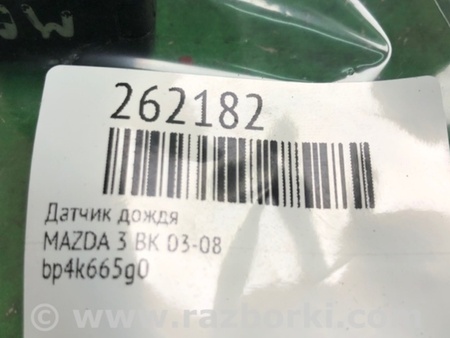 262182
Датчик дождя
MAZDA 3 BK 03-08
bp4k665g0
© www.razborki.com